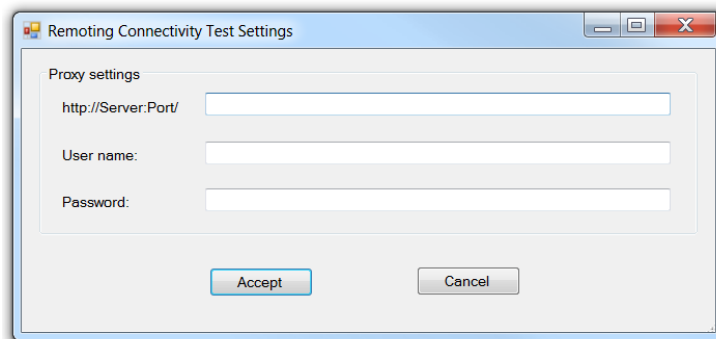 Remoting Connectivity Test Settings
Proxy settings
http://Server:Port/
User name:
Password:
Accept Cancel